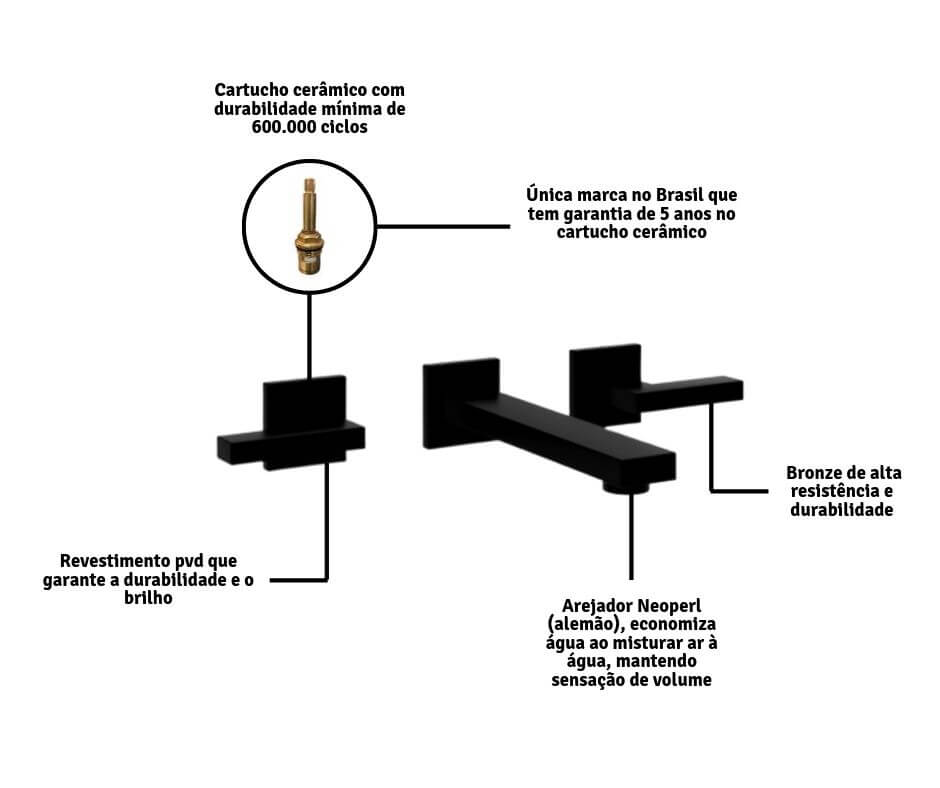 Cartucho cerâmico com
durabilidade mínima de
600.000 ciclos
Única marca no Brasil que
tem garantia de 5 anos no
cartucho cerâmico
Bronze de alta
resistência e
durabilidade
Revestimento pvd que
garante a durabilidade e o
brilho
Arejador Neoperl
(alemão), economiza
água ao misturar ar à
água, mantendo
sensação de volume